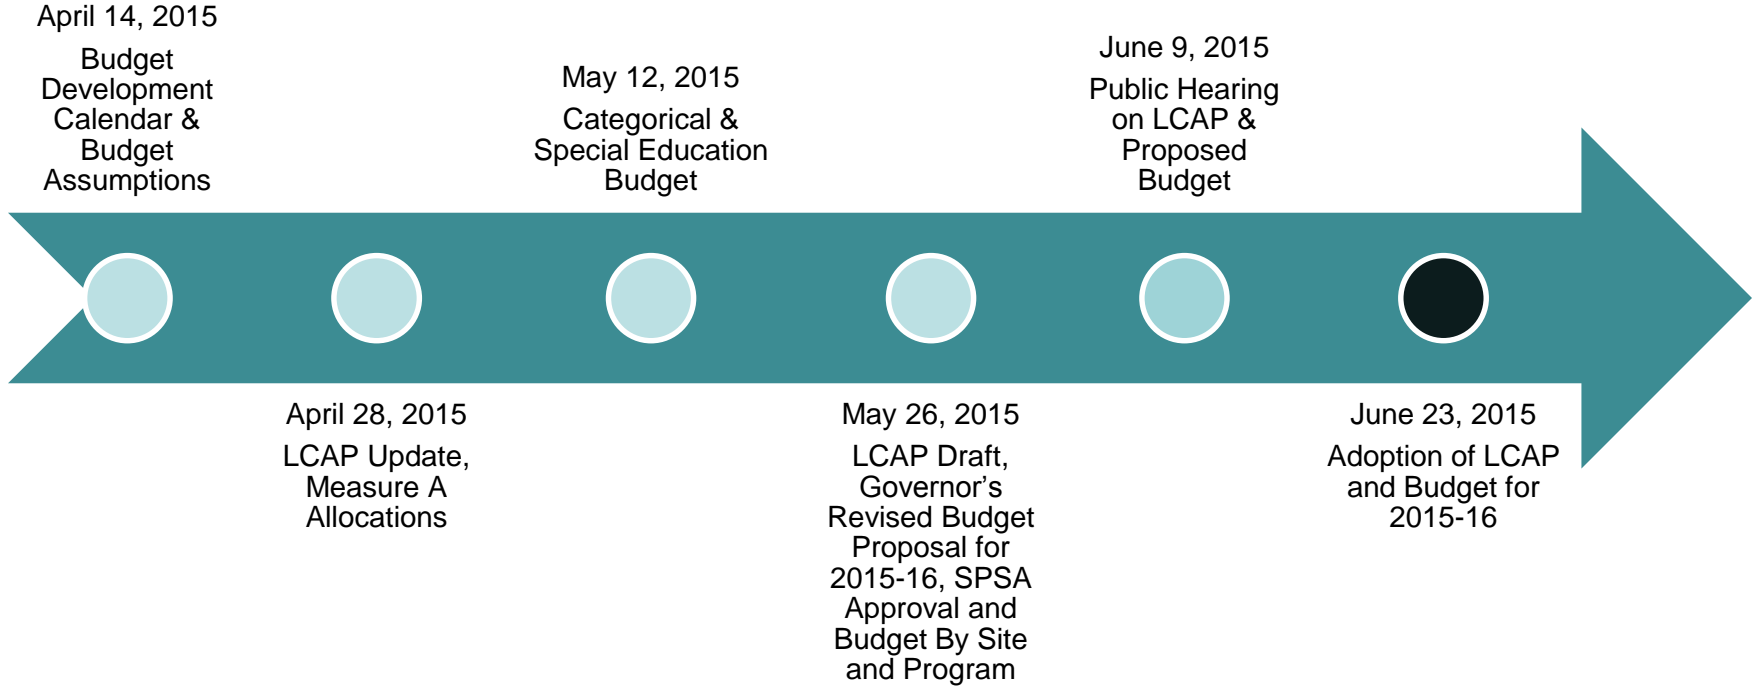 April 14, 2015
Budget
Development
Calendar &
Budget
Assumptions
April 28, 2015
LCAP Update,
Measure A
Allocations
May 12, 2015
Categorical &
Special Education
Budget
May 26, 2015
LCAP Draft,
Governor’s
Revised Budget
Proposal for
2015-16, SPSA
Approval and
Budget By Site
and Program
June 9, 2015
Public Hearing
on LCAP &
Proposed
Budget
June 23, 2015
Adoption of LCAP
and Budget for
2015-16